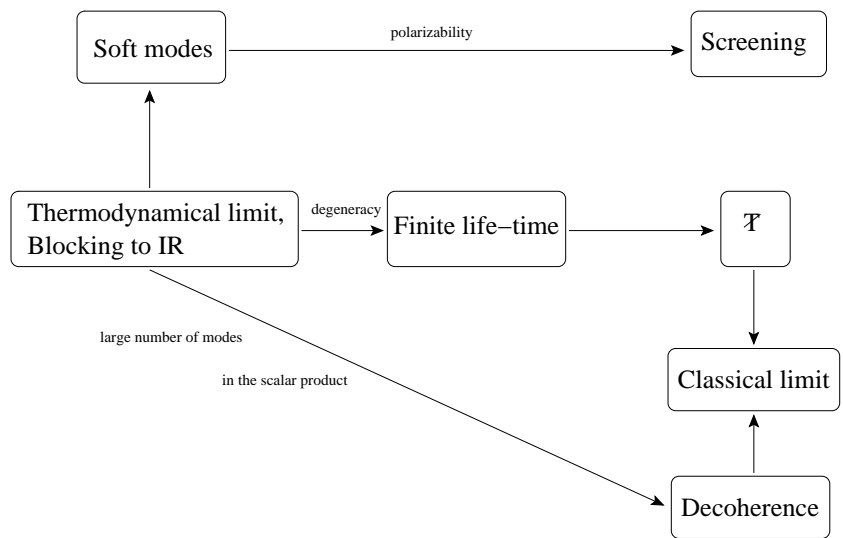 Soft modes
polarizability
Screening
Thermodynamical limit,
Blocking to IR
degeneracy
Finite life−time
T̸
large number of modes
in the scalar product
Classical limit
Decoherence